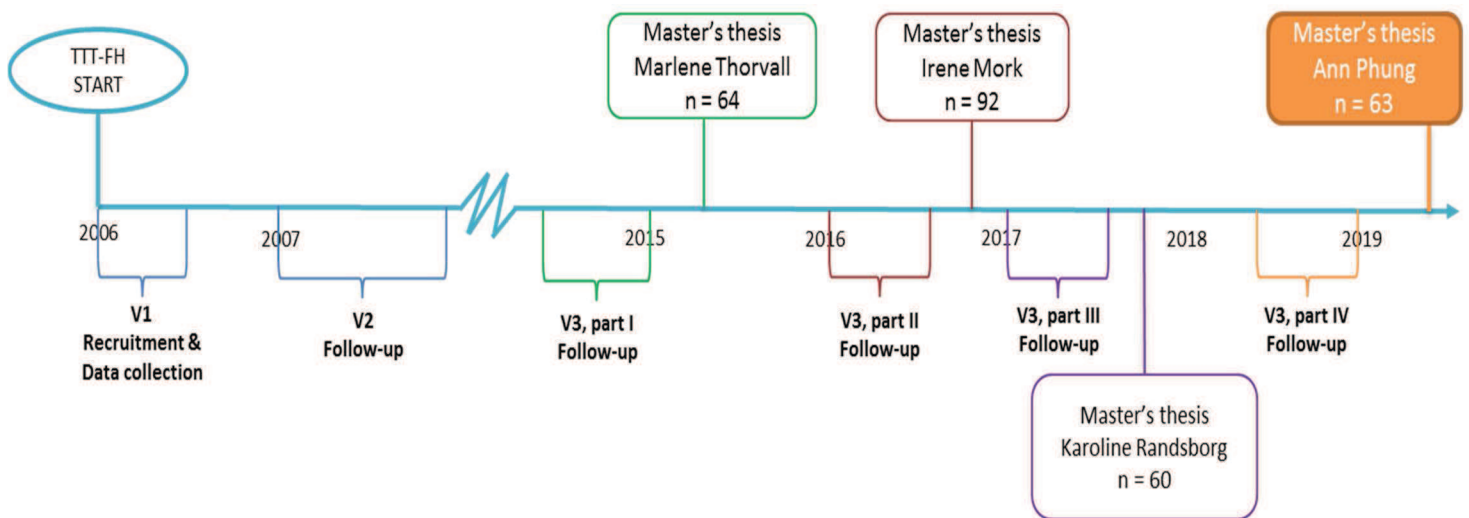 TTT-FH
START
Master’s thesis
Marlene Thorvall
n = 64
Master’s thesis
Irene Mork
n = 92
Master’s thesis
Ann Phung
n = 63
2006
2007
2015
2016
2017
2018
2019
V1
Recruitment &
Data collection
V2
Follow-up
V3, part I
Follow-up
V3, part II
Follow-up
V3, part III
Follow-up
V3, part IV
Follow-up
Master’s thesis
Karoline Randsborg
n = 60